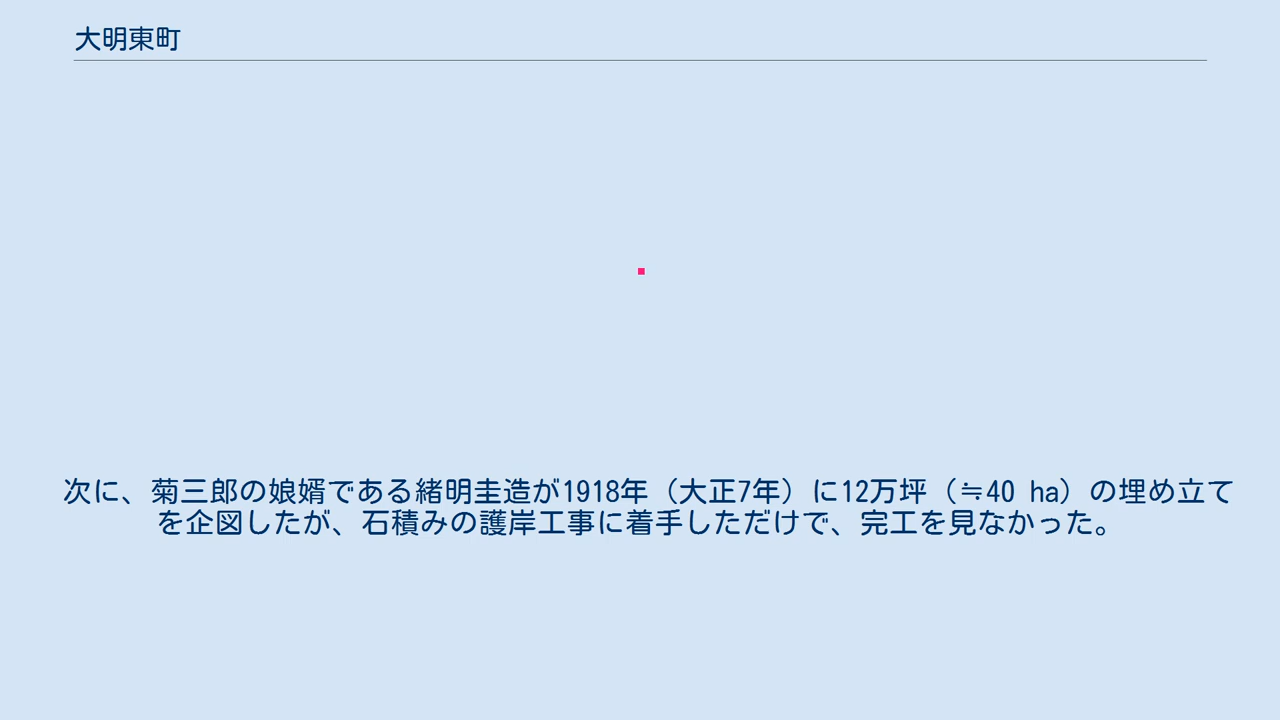 大明東町
次に、菊三郎の娘婿である緒明圭造が1918年（大正7年）に12万坪（≒40 ha）の埋め立て
を企図したが、石積みの護岸工事に着手しただけで、完工を見なかった。